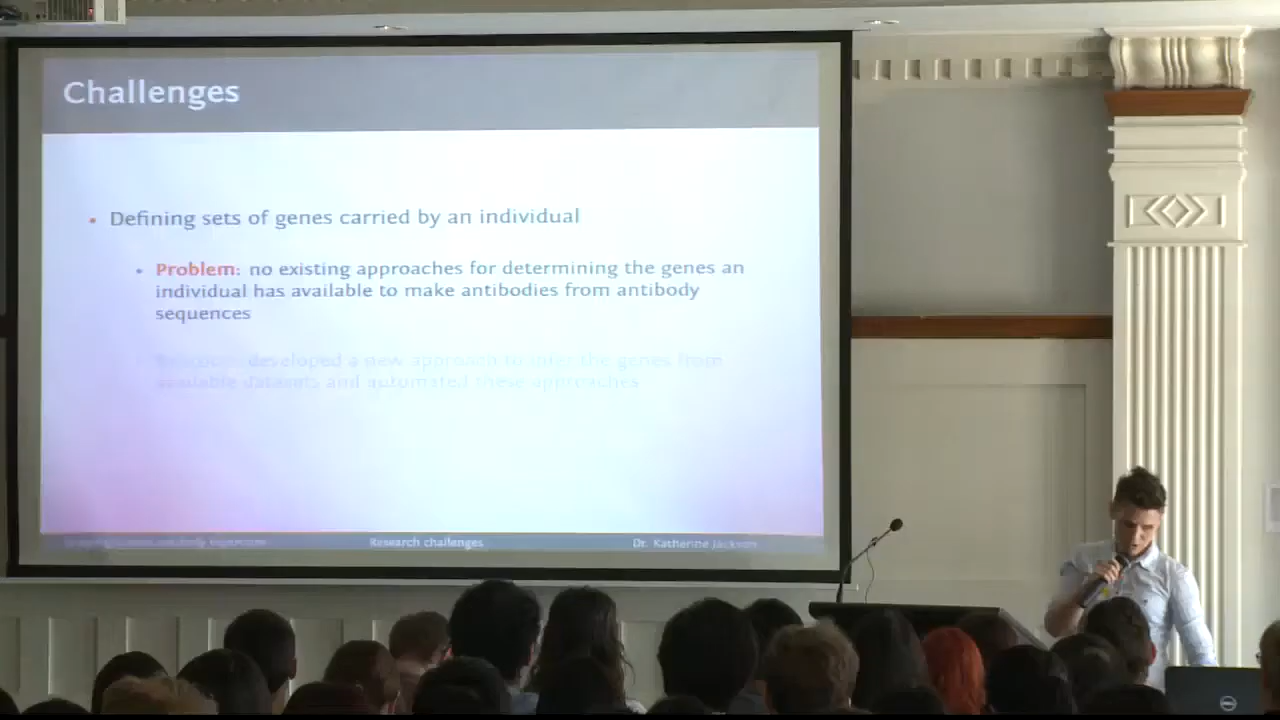 Challenges
• Defining sets of genes carried by an individual
• Problem: no existing approaches for determining the genes an
individual has available to make antibodies from antibody
sequences
developed a new approach to infer the genes from
available datasets and automated these approaches
Research challenges
Dr. Katherine Jackson
DELL